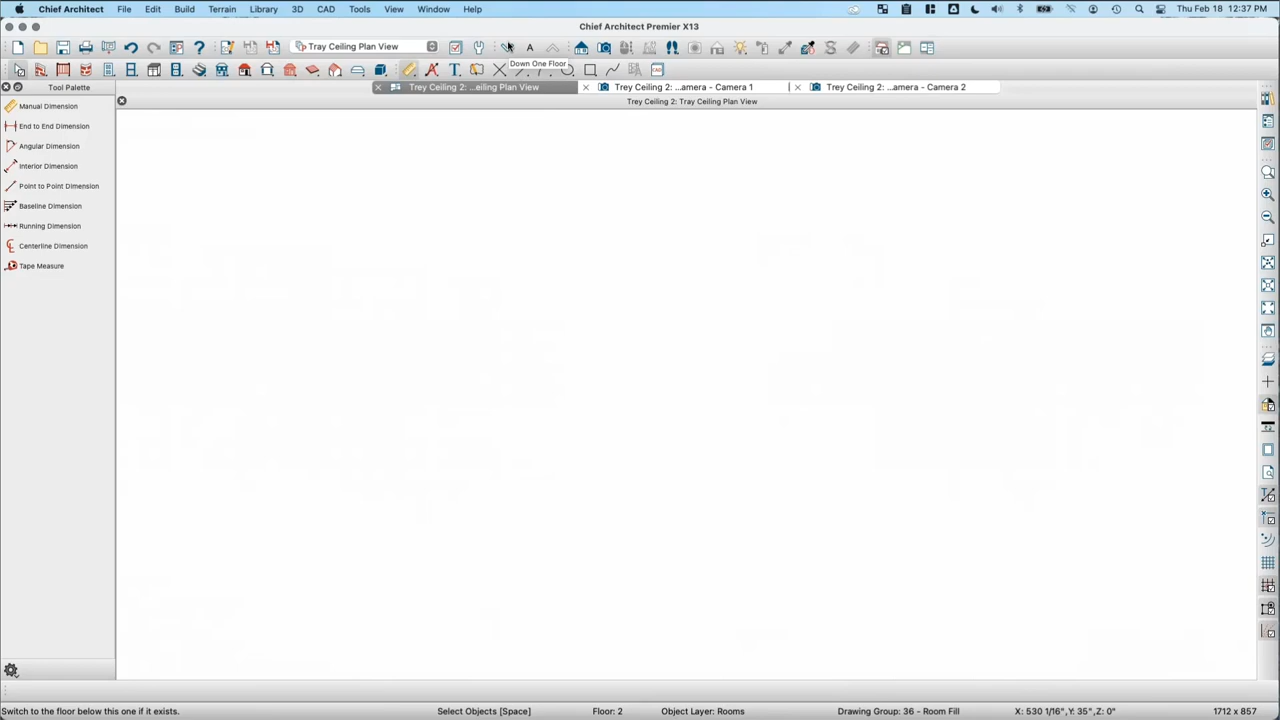 Chief Architect File Edit Build Terrain Library 3D CAD Tools View Window Help Thu Feb 18 12:37 PM
Chief Architect Premier X13
Tray Ceiling Plan View
A
Down One Floor
Tool Palette
Trey Ceiling 2: ...eiling Plan View
Trey Ceiling 2: ...amera - Camera 1
Trey Ceiling 2: ...amera - Camera 2
Trey Ceiling 2: Tray Ceiling Plan View
Manual Dimension
End to End Dimension
Angular Dimension
Interior Dimension
Point to Point Dimension
Baseline Dimension
Running Dimension
Centerline Dimension
Tape Measure
Switch to the floor below this one if it exists. Select Objects [Space] Floor: 2 Object Layer: Rooms Drawing Group: 36 - Room Fill X: 530 1/16", Y: 35", Z: 0" 1712 x 857